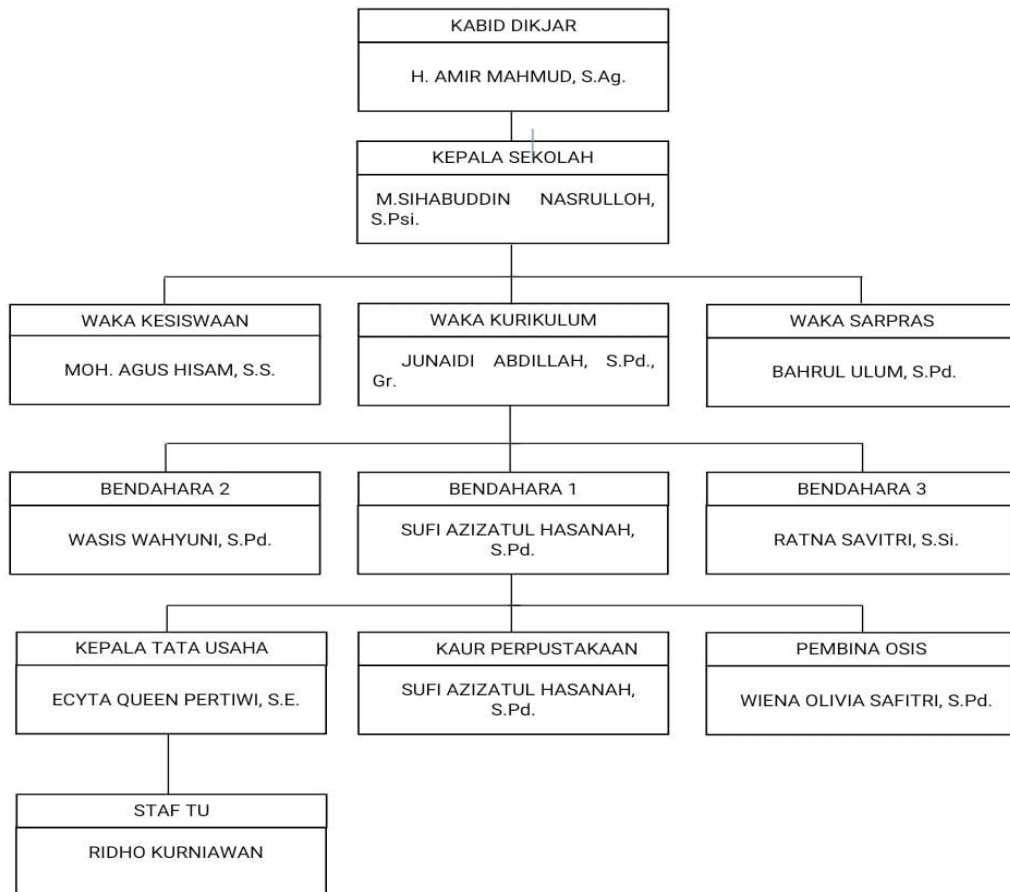 KABID DIKJAR
H. AMIR MAHMUD, S.Ag.
KEPALA SEKOLAH
M.SIHABUDDIN NASRULLOH,
S.Psi.
WAKA KESISWAAN
MOH. AGUS HISAM, S.S.
WAKA KURIKULUM
JUNAIDI ABDILLAH, S.Pd.,
Gr.
WAKA SARPRAS
BAHRUL ULUM, S.Pd.
BENDAHARA 2
WASIS WAHYUNI, S.Pd.
BENDAHARA 1
SUFI AZIZATUL HASANAH,
S.Pd.
BENDAHARA 3
RATNA SAVITRI, S.Si.
KEPALA TATA USAHA
ECYTA QUEEN PERTIWI, S.E.
KAUR PERPUSTAKAAN
SUFI AZIZATUL HASANAH,
S.Pd.
PEMBINA OSIS
WIENA OLIVIA SAFITRI, S.Pd.
STAF TU
RIDHO KURNIAWAN